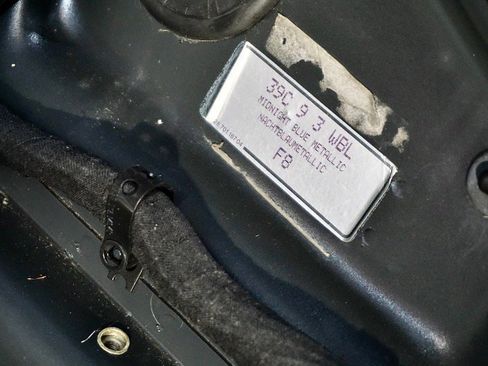 39C 9 3 WBL
MIDNIGHT BLUE METALLIC
NACHTBLAUMETALLIC
F8